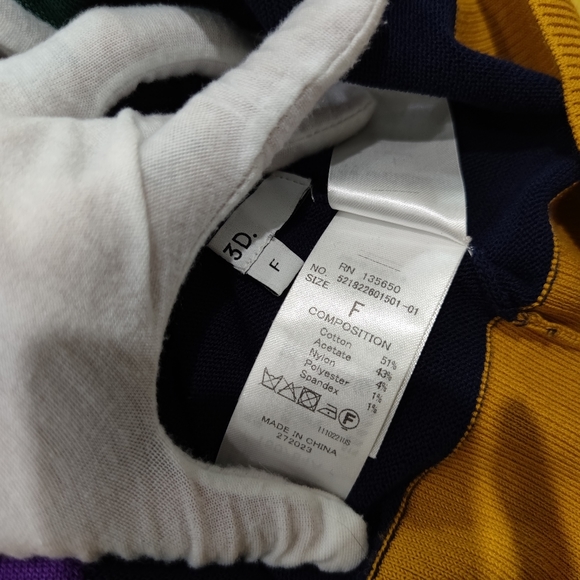 3D.
F
RN 135650
NO. 521822601501-01
SIZE
F
COMPOSITION
Cotton 51%
Acetate 43%
Nylon 4%
Polyester 1%
Spandex 1%
F
1110221US
MADE IN CHINA
272023